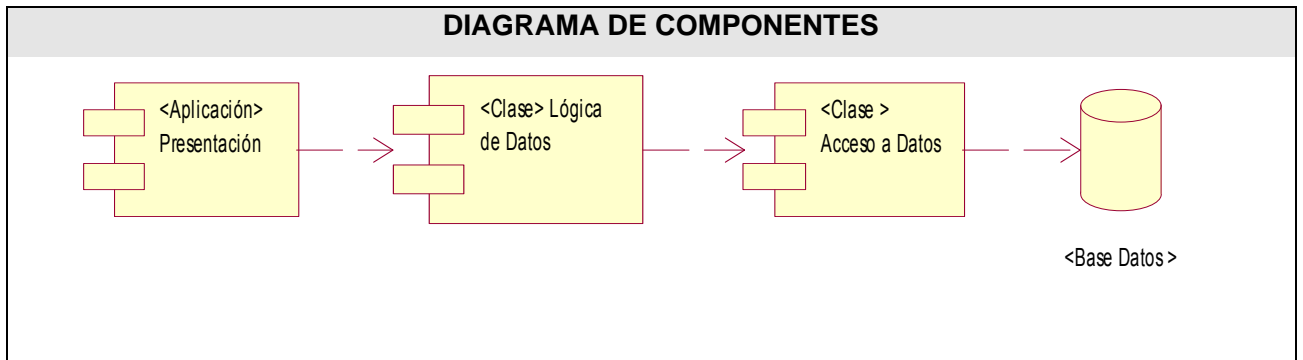 DIAGRAMA DE COMPONENTES
<Aplicación>
Presentación
<Clase> Lógica
de Datos
<Clase >
Acceso a Datos
<Base Datos >